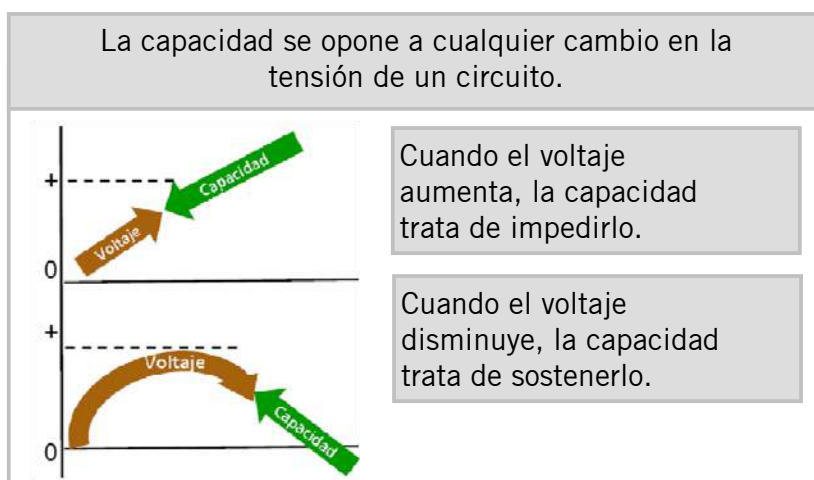 La capacidad se opone a cualquier cambio en la
tensión de un circuito.
+
Capacidad
Voltaje
0
Cuando el voltaje
aumenta, la capacidad
trata de impedirlo.
+
Voltaje
Capacidad
0
Cuando el voltaje
disminuye, la capacidad
trata de sostenerlo.